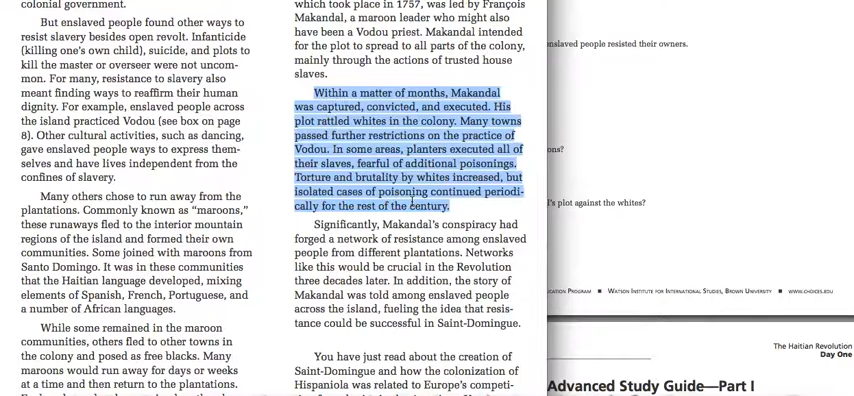 colonial government.
But enslaved people found other ways to
resist slavery besides open revolt. Infanticide
(killing one's own child), suicide, and plots to
kill the master or overseer were not uncom-
mon. For many, resistance to slavery also
meant finding ways to reaffirm their human
dignity. For example, enslaved people across
the island practiced Vodou (see box on page
8). Other cultural activities, such as dancing,
gave enslaved people ways to express them-
selves and have lives independent from the
confines of slavery.
Many others chose to run away from the
plantations. Commonly known as “maroons,”
these runaways fled to the interior mountain
regions of the island and formed their own
communities. Some joined with maroons from
Santo Domingo. It was in these communities
that the Haitian language developed, mixing
elements of Spanish, French, Portuguese, and
a number of African languages.
While some remained in the maroon
communities, others fled to other towns in
the colony and posed as free blacks. Many
maroons would run away for days or weeks
at a time and then return to the plantations.
which took place in 1757, was led by François
Makandal, a maroon leader who might also
have been a Vodou priest. Makandal intended
for the plot to spread to all parts of the colony,
mainly through the actions of trusted house
slaves.
Within a matter of months, Makandal
was captured, convicted, and executed. His
plot rattled whites in the colony. Many towns
passed further restrictions on the practice of
Vodou. In some areas, planters executed all of
their slaves, fearful of additional poisonings.
Torture and brutality by whites increased, but
isolated cases of poisoning continued periodi-
cally for the rest of the century.
Significantly, Makandal's conspiracy had
forged a network of resistance among enslaved
people from different plantations. Networks
like this would be crucial in the Revolution
three decades later. In addition, the story of
Makandal was told among enslaved people
across the island, fueling the idea that resis-
tance could be successful in Saint-Domingue.
You have just read about the creation of
Saint-Domingue and how the colonization of
Hispaniola was related to Europe's competi-
enslaved people resisted their owners.
ons?
l's plot against the whites?
ucation Program ■ Watson Institute for International Studies, Brown University ■ www.choices.edu
The Haitian Revolution
Day One
Advanced Study Guide—Part I